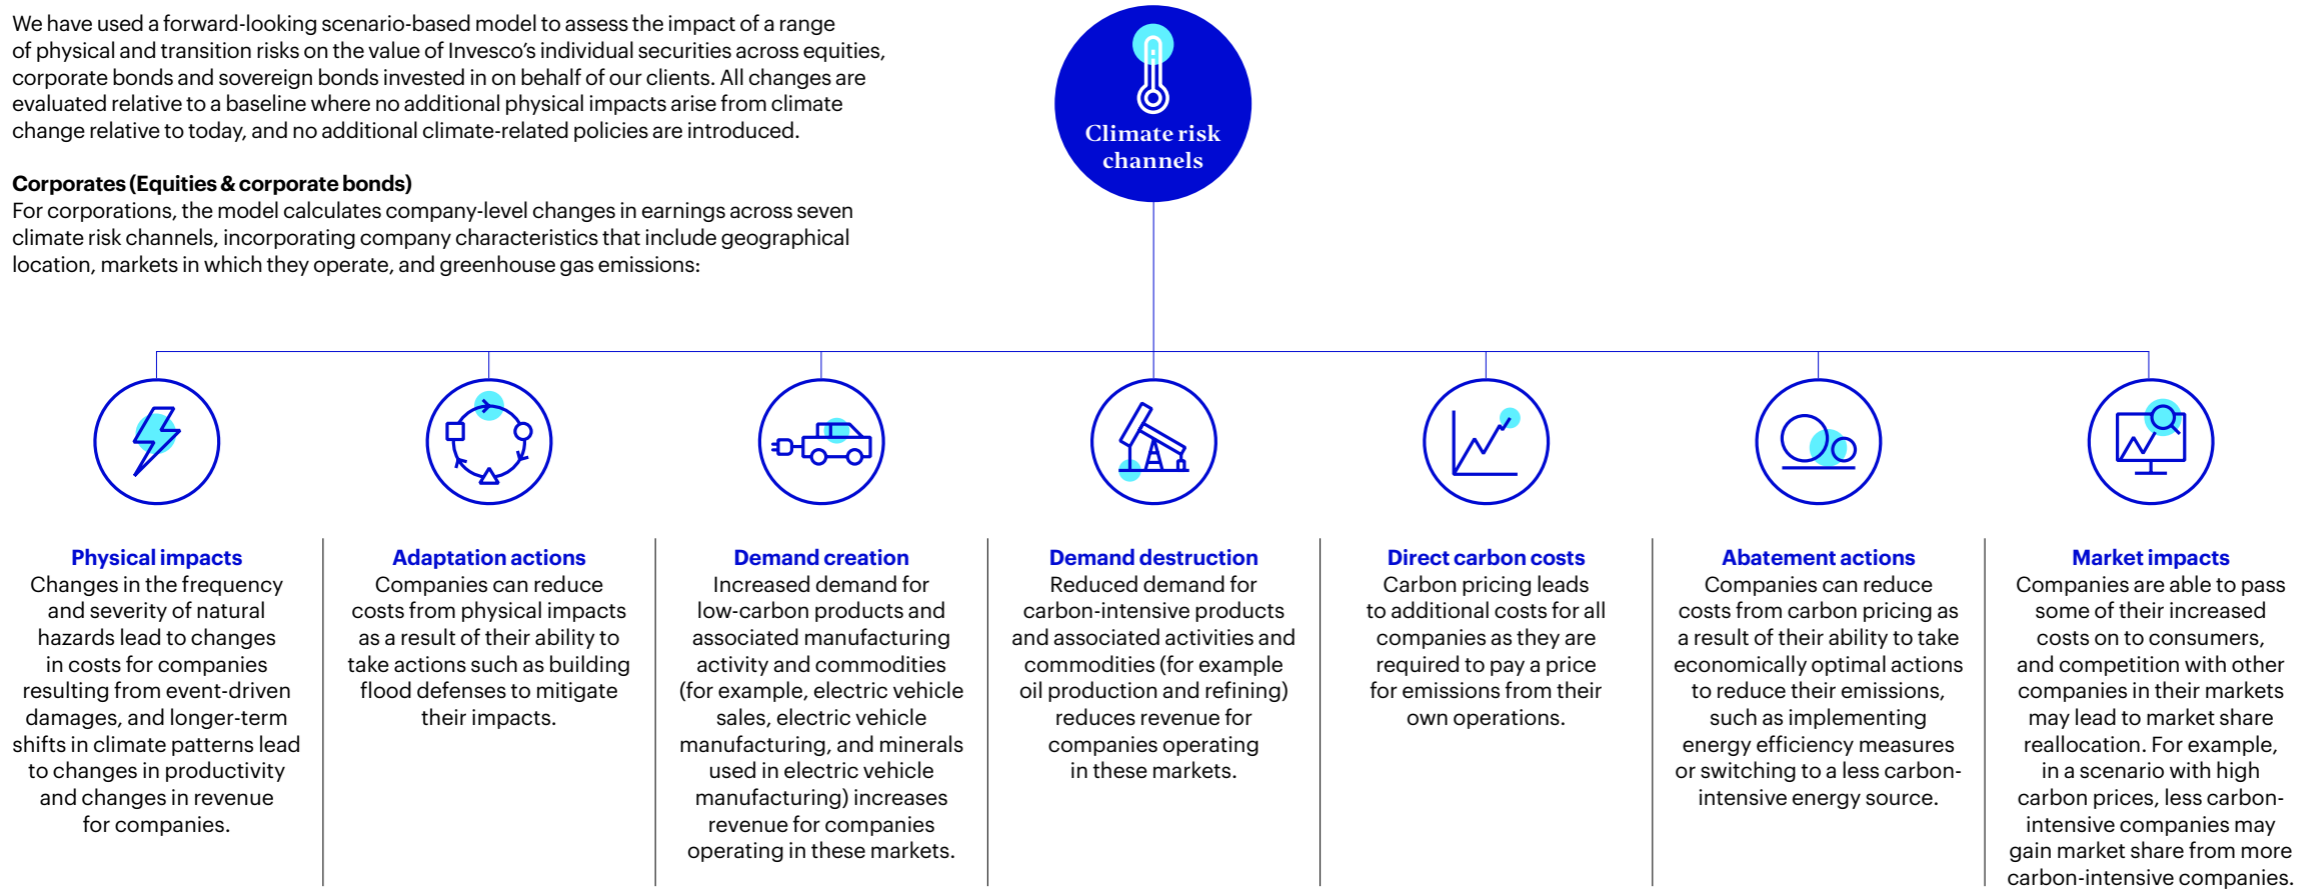 We have used a forward-looking scenario-based model to assess the impact of a range
of physical and transition risks on the value of Invesco’s individual securities across equities,
corporate bonds and sovereign bonds invested in on behalf of our clients. All changes are
evaluated relative to a baseline where no additional physical impacts arise from climate
change relative to today, and no additional climate-related policies are introduced.
Corporates (Equities & corporate bonds)
For corporations, the model calculates company-level changes in earnings across seven
climate risk channels, incorporating company characteristics that include geographical
location, markets in which they operate, and greenhouse gas emissions:
Climate risk
channels
Physical impacts
Changes in the frequency
and severity of natural
hazards lead to changes
in costs for companies
resulting from event-driven
damages, and longer-term
shifts in climate patterns lead
to changes in productivity
and changes in revenue
for companies.
Adaptation actions
Companies can reduce
costs from physical impacts
as a result of their ability to
take actions such as building
flood defenses to mitigate
their impacts.
Demand creation
Increased demand for
low-carbon products and
associated manufacturing
activity and commodities
(for example, electric vehicle
sales, electric vehicle
manufacturing, and minerals
used in electric vehicle
manufacturing) increases
revenue for companies
operating in these markets.
Demand destruction
Reduced demand for
carbon-intensive products
and associated activities and
commodities (for example
oil production and refining)
reduces revenue for
companies operating
in these markets.
Direct carbon costs
Carbon pricing leads
to additional costs for all
companies as they are
required to pay a price
for emissions from their
own operations.
Abatement actions
Companies can reduce
costs from carbon pricing as
a result of their ability to take
economically optimal actions
to reduce their emissions,
such as implementing
energy efficiency measures
or switching to a less carbon-
intensive energy source.
Market impacts
Companies are able to pass
some of their increased
costs on to consumers,
and competition with other
companies in their markets
may lead to market share
reallocation. For example,
in a scenario with high
carbon prices, less carbon-
intensive companies may
gain market share from more
carbon-intensive companies.